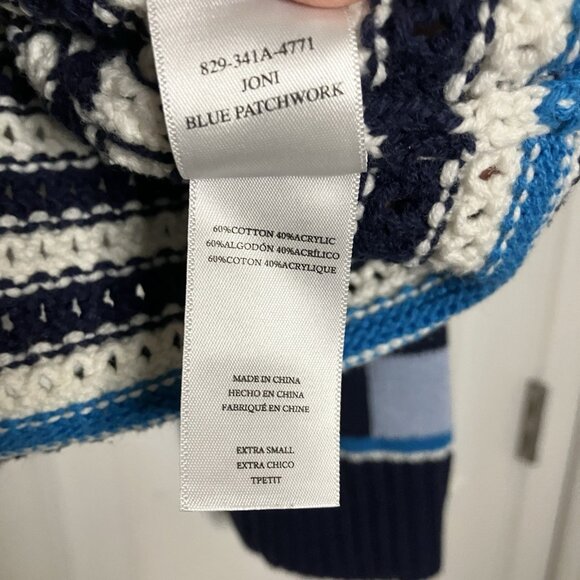 829-341A-4771
JONI
BLUE PATCHWORK
60%COTTON 40%ACRYLIC
60%ALGODÓN 40%ACRÍLICO
60%COTON 40%ACRYLIQUE
MADE IN CHINA
HECHO EN CHINA
FABRIQUÉ EN CHINE
EXTRA SMALL
EXTRA CHICO
TPETIT